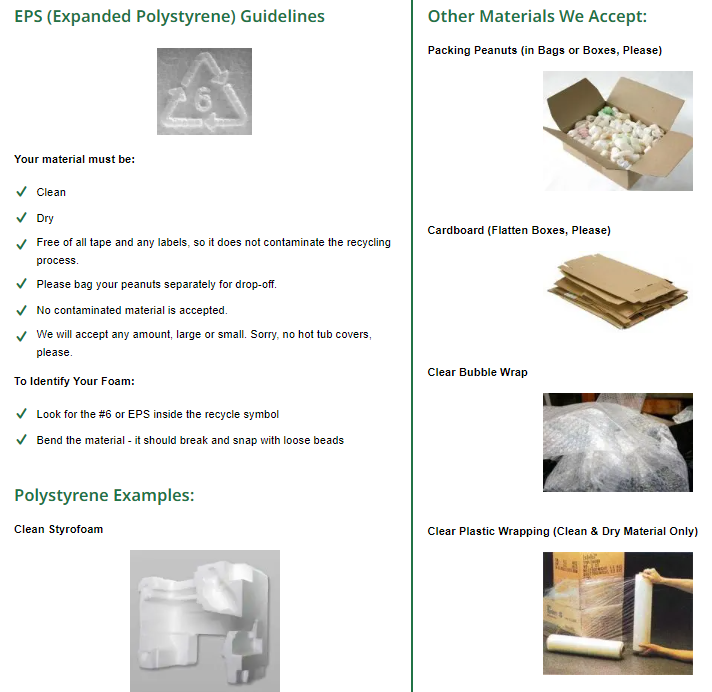 EPS (Expanded Polystyrene) Guidelines
6
Your material must be:
Clean
Dry
Free of all tape and any labels, so it does not contaminate the recycling
process.
Please bag your peanuts separately for drop-off.
No contaminated material is accepted.
We will accept any amount, large or small. Sorry, no hot tub covers,
please.
To Identify Your Foam:
Look for the #6 or EPS inside the recycle symbol
Bend the material - it should break and snap with loose beads
Polystyrene Examples:
Clean Styrofoam
Other Materials We Accept:
Packing Peanuts (in Bags or Boxes, Please)
Cardboard (Flatten Boxes, Please)
Clear Bubble Wrap
Clear Plastic Wrapping (Clean & Dry Material Only)